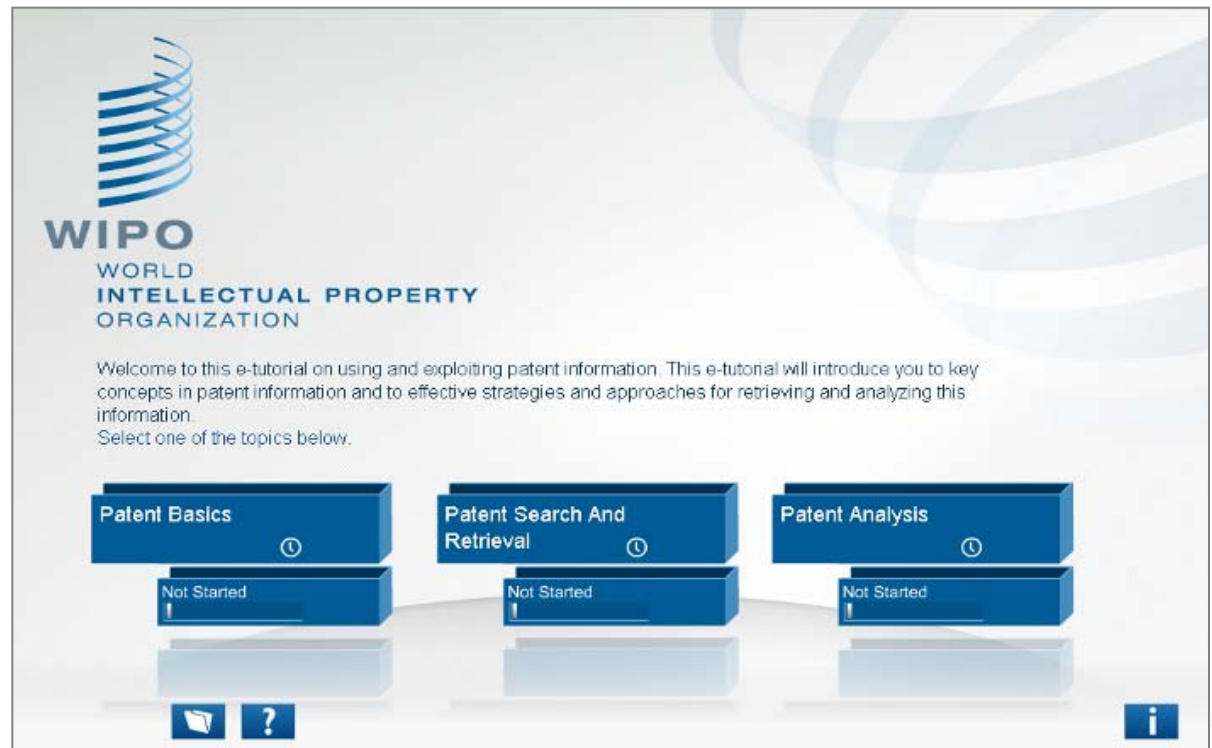 WIPO
WORLD
INTELLECTUAL PROPERTY
ORGANIZATION
Welcome to this e-tutorial on using and exploiting patent information. This e-tutorial will introduce you to key
concepts in patent information and to effective strategies and approaches for retrieving and analyzing this
information.
Select one of the topics below.
Patent Basics
Patent Search And
Retrieval
Patent Analysis
Not Started
Not Started
Not Started
?
i